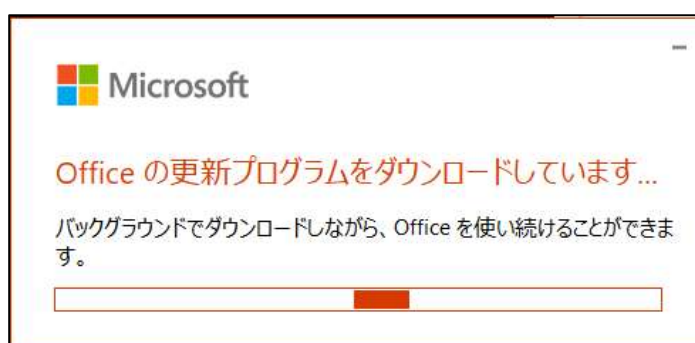 Microsoft
Office の更新プログラムをダウンロードしています...
バックグラウンドでダウンロードしながら、Office を使い続けることができま
す。